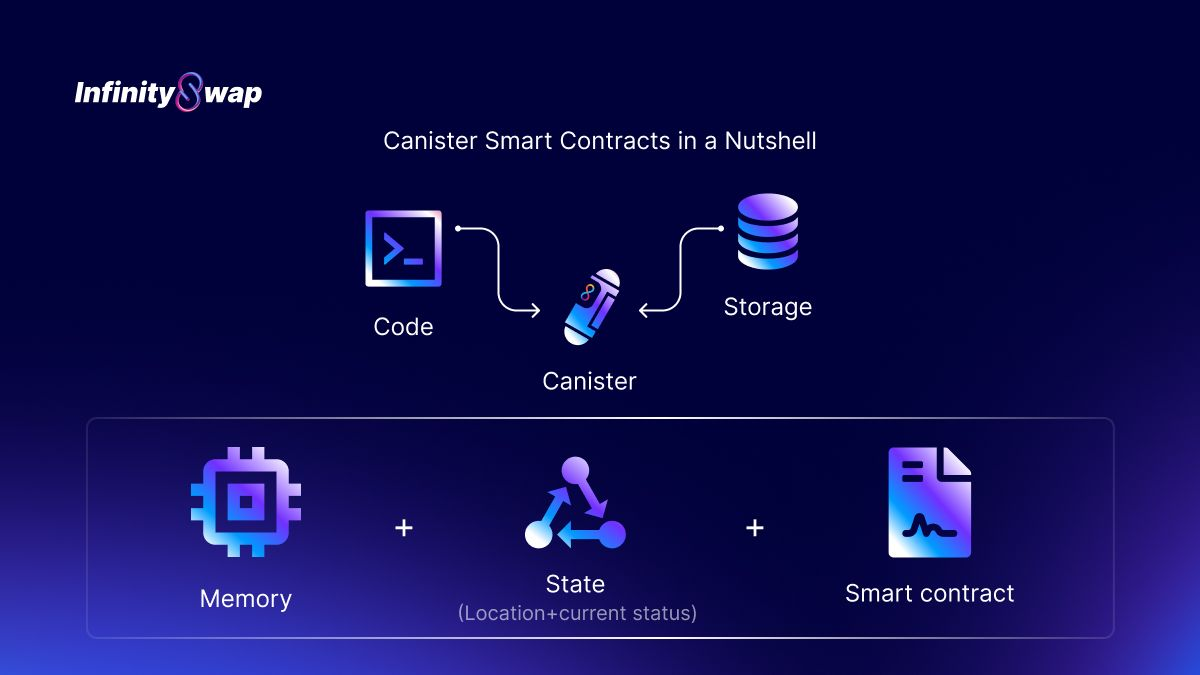 InfinitySwap
Canister Smart Contracts in a Nutshell
Code
Storage
Canister
Memory
+
State
(Location+current status)
+
Smart contract